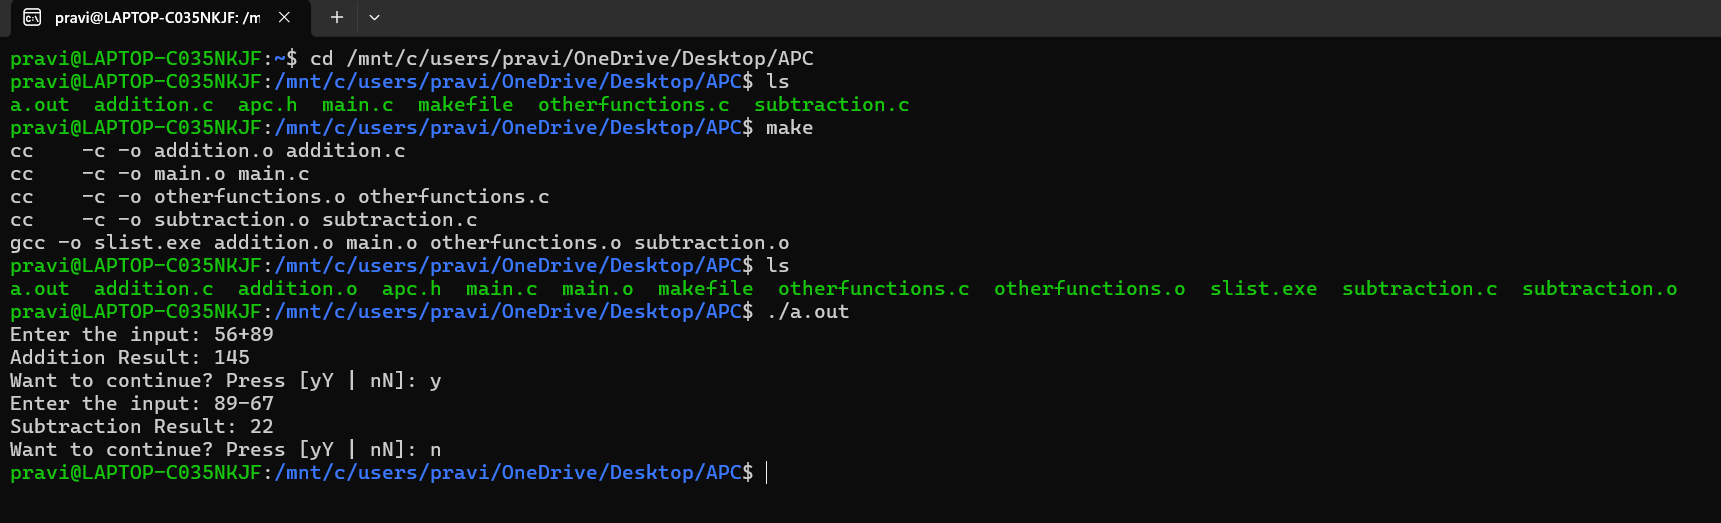 pravi@LAPTOP-C035NKJF: /m
pravi@LAPTOP-C035NKJF:~$ cd /mnt/c/users/pravi/OneDrive/Desktop/APC
pravi@LAPTOP-C035NKJF:/mnt/c/users/pravi/OneDrive/Desktop/APC$ ls
a.out  addition.c  apc.h  main.c  makefile  otherfunctions.c  subtraction.c
pravi@LAPTOP-C035NKJF:/mnt/c/users/pravi/OneDrive/Desktop/APC$ make
cc    -c -o addition.o addition.c
cc    -c -o main.o main.c
cc    -c -o otherfunctions.o otherfunctions.c
cc    -c -o subtraction.o subtraction.c
gcc -o slist.exe addition.o main.o otherfunctions.o subtraction.o
pravi@LAPTOP-C035NKJF:/mnt/c/users/pravi/OneDrive/Desktop/APC$ ls
a.out  addition.c  addition.o  apc.h  main.c  main.o  makefile  otherfunctions.c  otherfunctions.o  slist.exe  subtraction.c  subtraction.o
pravi@LAPTOP-C035NKJF:/mnt/c/users/pravi/OneDrive/Desktop/APC$ ./a.out
Enter the input: 56+89
Addition Result: 145
Want to continue? Press [yY | nN]: y
Enter the input: 89-67
Subtraction Result: 22
Want to continue? Press [yY | nN]: n
pravi@LAPTOP-C035NKJF:/mnt/c/users/pravi/OneDrive/Desktop/APC$